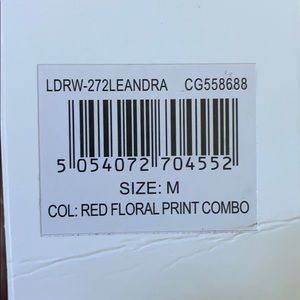 LDRW-272LEANDRA CG558688
5 054072 704552
SIZE: M
COL: RED FLORAL PRINT COMBO